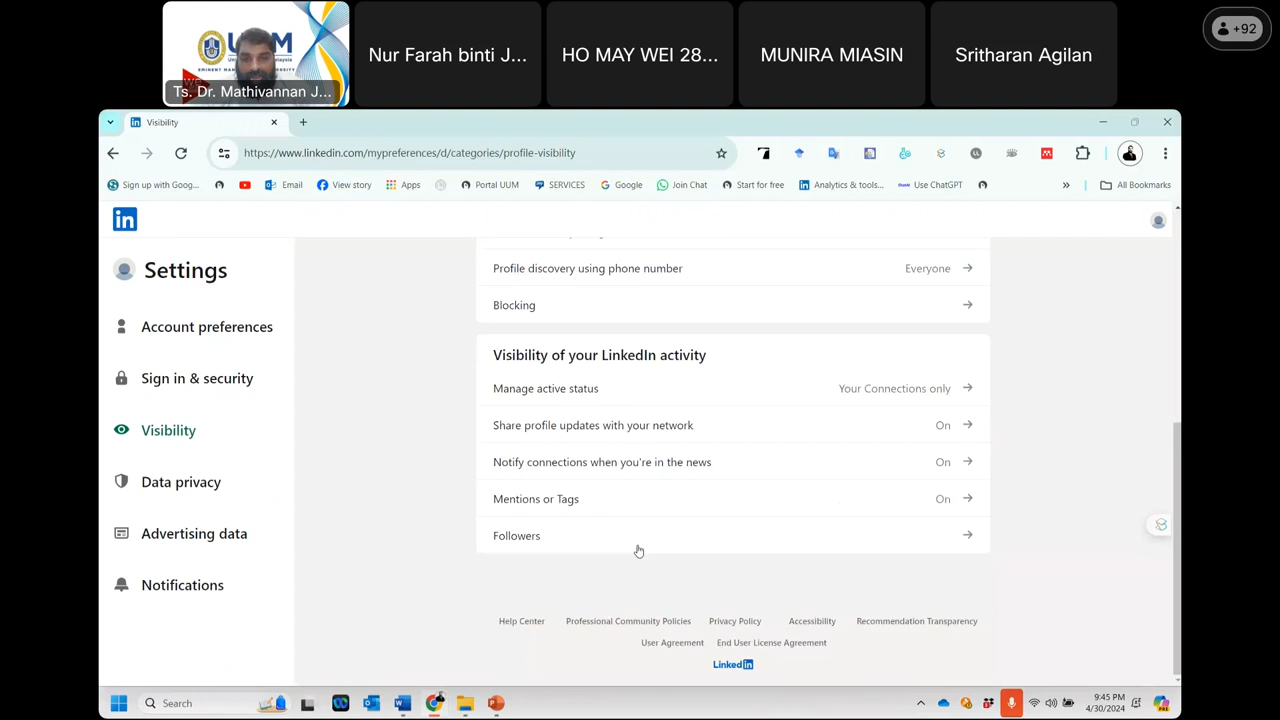 Ts. Dr. Mathivannan J...
Nur Farah binti J...
HO MAY WEI 28...
MUNIRA MIASIN
Sritharan Agilan
+92
Visibility
https://www.linkedin.com/mypreferences/d/categories/profile-visibility
Sign up with Goog...
Email
View story
Apps
Portal UUM
SERVICES
Google
Join Chat
Start for free
Analytics & tools...
Use ChatGPT
All Bookmarks
in
Settings
Account preferences
Sign in & security
Visibility
Data privacy
Advertising data
Notifications
Profile discovery using phone number Everyone
Blocking
Visibility of your LinkedIn activity
Manage active status Your Connections only
Share profile updates with your network On
Notify connections when you're in the news On
Mentions or Tags On
Followers
Help Center Professional Community Policies Privacy Policy Accessibility Recommendation Transparency
User Agreement End User License Agreement
LinkedIn
Search
9:45 PM
4/30/2024